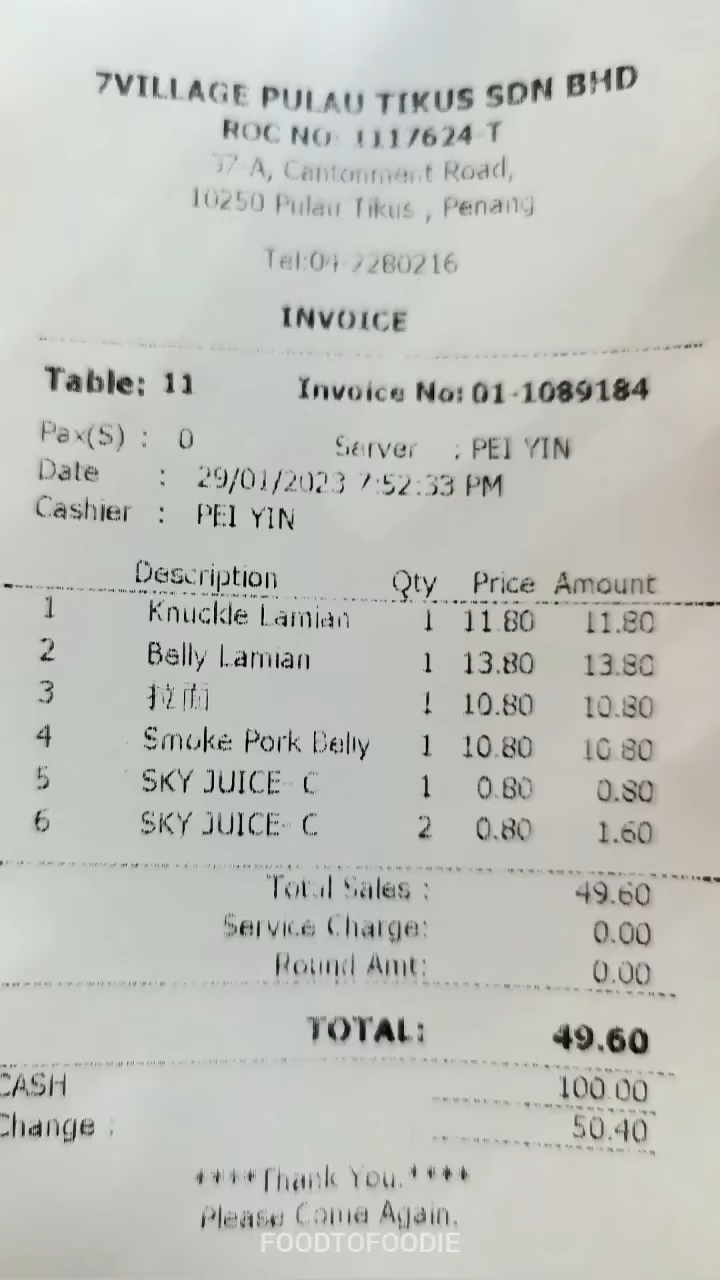 7VILLAGE PULAU TIKUS SDN BHD
ROC NO: 1117624-T
37-A, Cantonment Road,
10250 Pulau Tikus , Penang
Tel:04-2280216
INVOICE
Table: 11 Invoice No: 01-1089184
Pax(S) : 0 Server : PEI YIN
Date : 29/01/2023 7:52:33 PM
Cashier : PEI YIN
Description Qty Price Amount
1 Knuckle Lamian 1 11.80 11.80
2 Belly Lamian 1 13.80 13.80
3 拉面 1 10.80 10.80
4 Smoke Pork Belly 1 10.80 10.80
5 SKY JUICE- C 1 0.80 0.80
6 SKY JUICE- C 2 0.80 1.60
Total Sales : 49.60
Service Charge: 0.00
Round Amt: 0.00
TOTAL: 49.60
CASH 100.00
Change : 50.40
****Thank You.****
Please Come Again.
FOODTOFOODIE